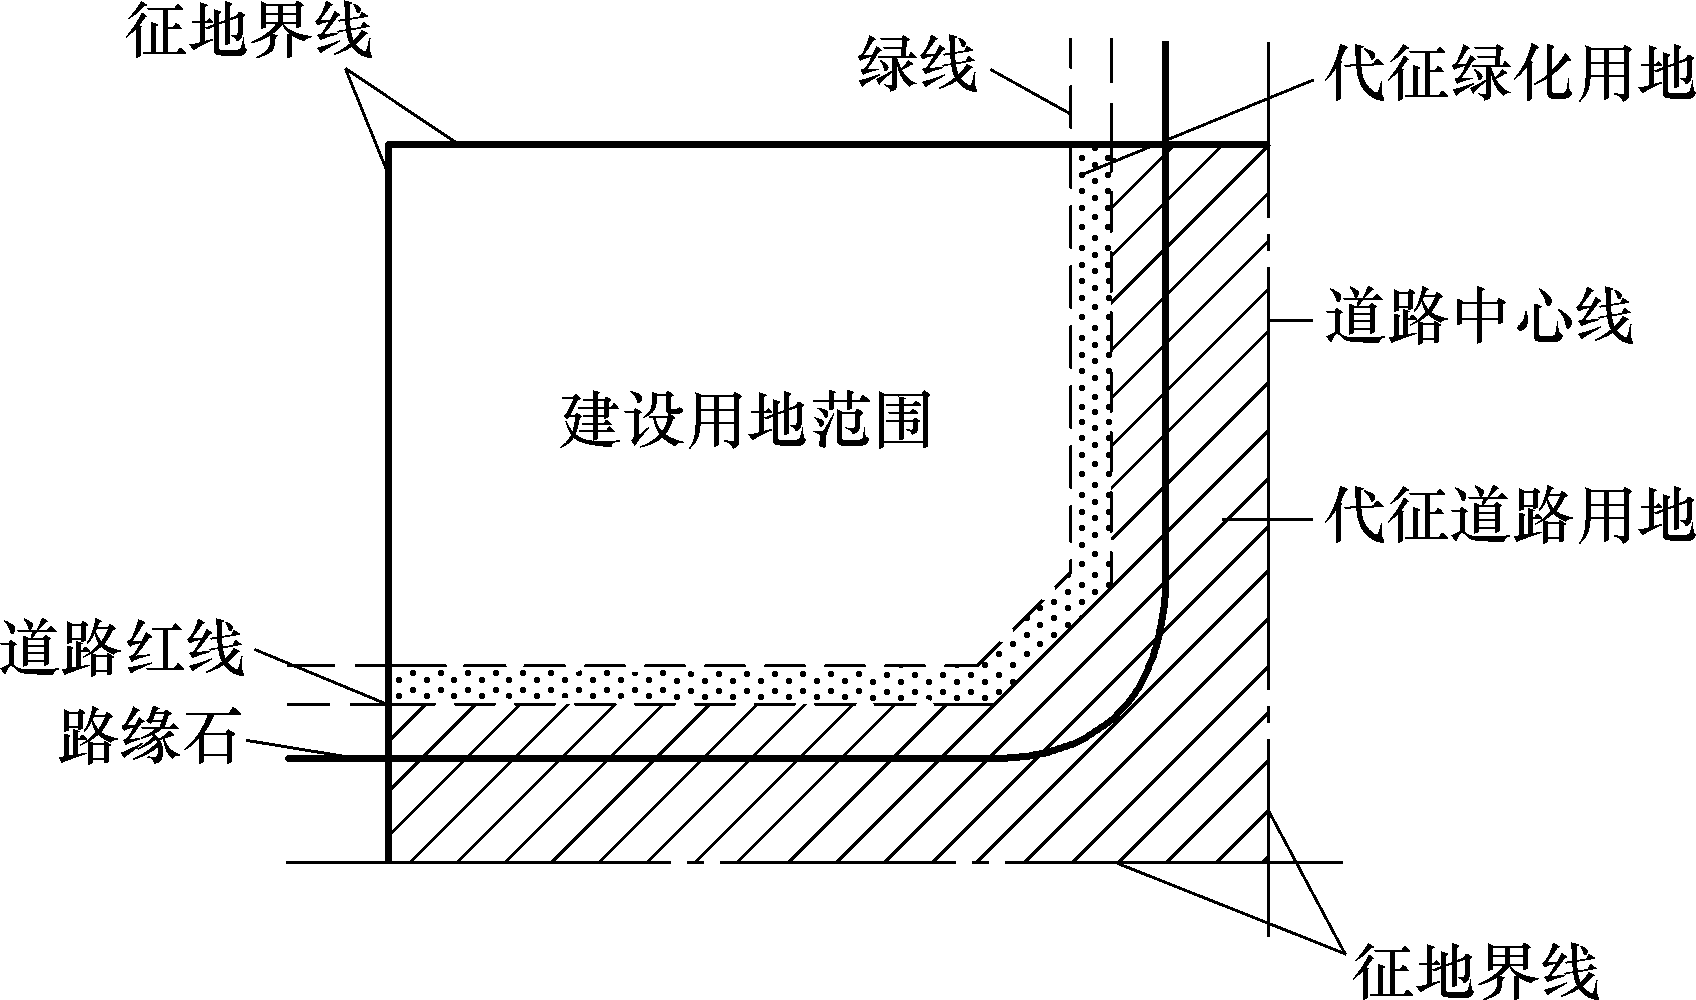 征地界线
绿线
代征绿化用地
道路中心线
建设用地范围
代征道路用地
道路红线
路缘石
征地界线